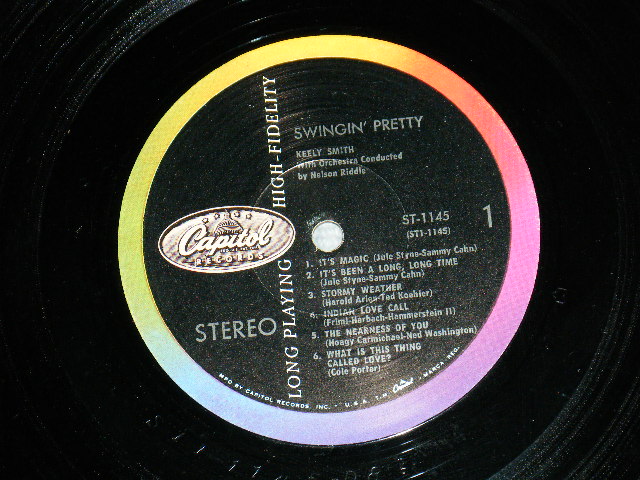 SWINGIN' PRETTY
KEELY SMITH
with Orchestra Conducted
by Nelson Riddle
ST-1145
(ST1-1145)
1
Capitol
RECORDS
STEREO
LONG PLAYING HIGH-FIDELITY
1. IT'S MAGIC (Jule Styne-Sammy Cahn)
2. IT'S BEEN A LONG, LONG TIME
(Jule Styne-Sammy Cahn)
3. STORMY WEATHER
(Harold Arlen-Ted Koehler)
4. INDIAN LOVE CALL
(Friml-Harbach-Hammerstein II)
5. THE NEARNESS OF YOU
(Hoagy Carmichael-Ned Washington)
6. WHAT IS THIS THING
CALLED LOVE?
(Cole Porter)
MFD BY CAPITOL RECORDS, INC. • U.S.A. T.M. Capitol MARCA REG.